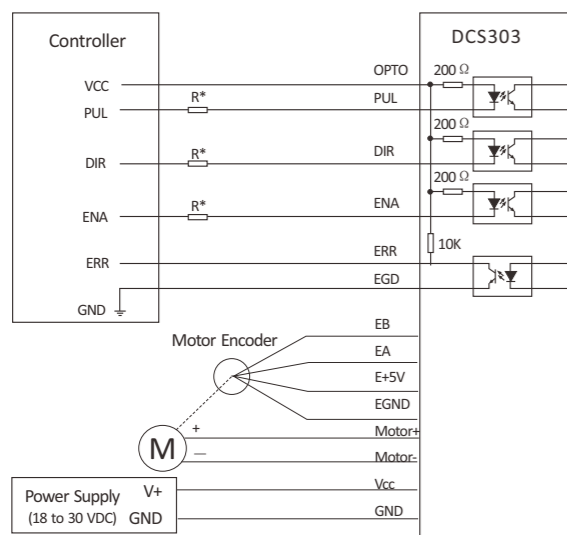 Controller
DCS303
OPTO
200 Ω
VCC
R*
PUL
PUL
200 Ω
R*
DIR
DIR
200 Ω
R*
ENA
ENA
10K
ERR
ERR
EGD
GND
EB
Motor Encoder
EA
E+5V
EGND
+
Motor+
M
—
Motor-
Power Supply
V+
Vcc
(18 to 30 VDC)
GND
GND